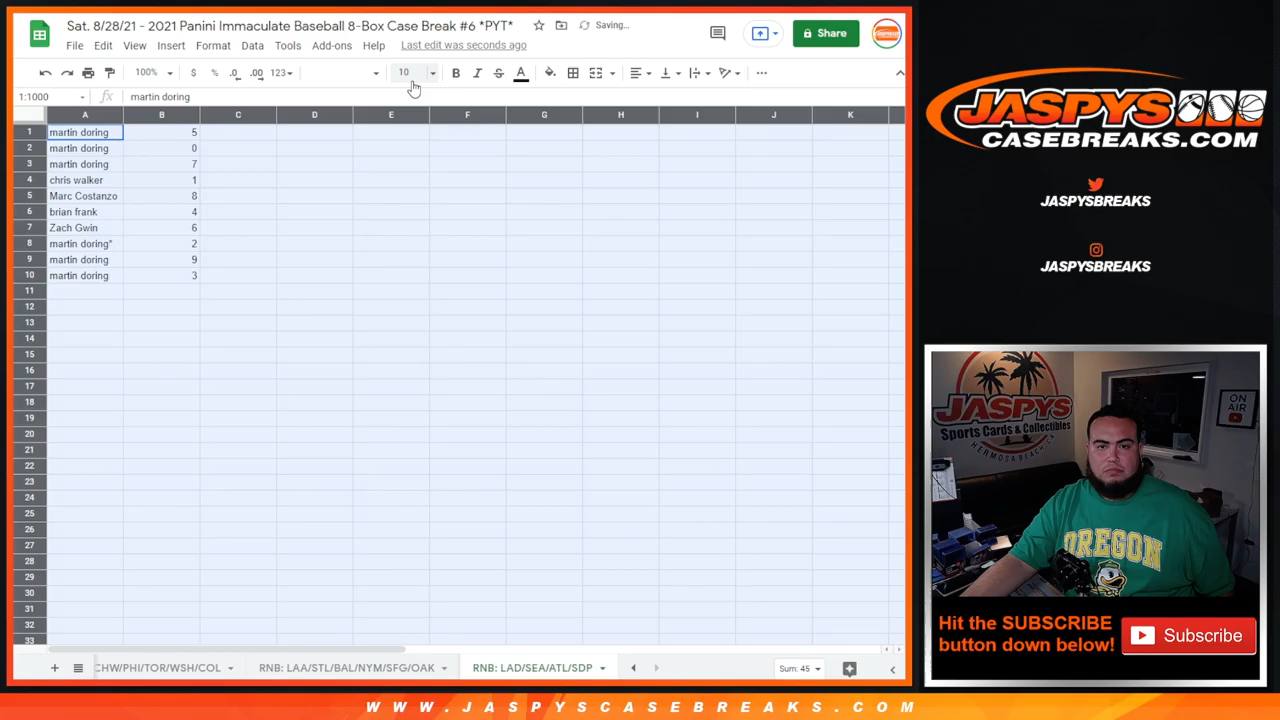 Sat. 8/28/21 - 2021 Panini Immaculate Baseball 8-Box Case Break #6 *PYT*
Saving...
File Edit View Insert Format Data Tools Add-ons Help Last edit was seconds ago
Share
100% $ % .0 .00 123 10 B I S A
1:1000 fx martin doring
A B C D E F G H I J K
1 martin doring 5
2 martin doring 0
3 martin doring 7
4 chris walker 1
5 Marc Costanzo 8
6 brian frank 4
7 Zach Gwin 6
8 martin doring* 2
9 martin doring 9
10 martin doring 3
11
12
13
14
15
16
17
18
19
20
21
22
23
24
25
26
27
28
29
30
31
32
33
CHW/PHI/TOR/WSH/COL RNB: LAA/STL/BAL/NYM/SFG/OAK RNB: LAD/SEA/ATL/SDP Sum: 45
JASPYS
CASEBREAKS.COM
JASPYSBREAKS
JASPYSBREAKS
JASPYS
Sports Cards & Collectibles
HERMOSA BEACH, CA
ON
AIR
OREGON
Hit the SUBSCRIBE
button down below!
Subscribe
WWW.JASPYSCASEBREAKS.COM